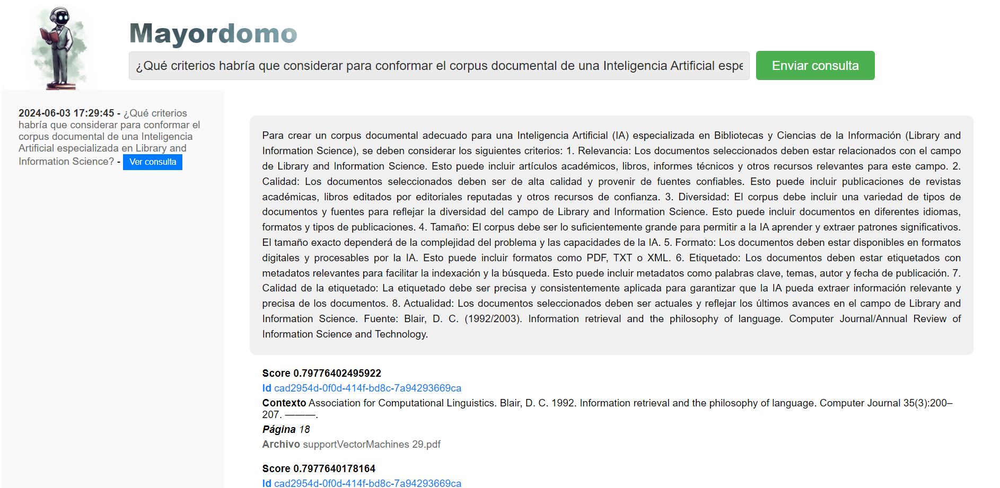 Mayordomo
¿Qué criterios habría que considerar para conformar el corpus documental de una Inteligencia Artificial espe
Enviar consulta
2024-06-03 17:29:45 - ¿Qué criterios
habría que considerar para conformar el
corpus documental de una Inteligencia
Artificial especializada en Library and
Information Science? - Ver consulta
Para crear un corpus documental adecuado para una Inteligencia Artificial (IA) especializada en Bibliotecas y Ciencias de la Información (Library and
Information Science), se deben considerar los siguientes criterios: 1. Relevancia: Los documentos seleccionados deben estar relacionados con el campo
de Library and Information Science. Esto puede incluir artículos académicos, libros, informes técnicos y otros recursos relevantes para este campo. 2.
Calidad: Los documentos seleccionados deben ser de alta calidad y provenir de fuentes confiables. Esto puede incluir publicaciones de revistas
académicas, libros editados por editoriales reputadas y otros recursos de confianza. 3. Diversidad: El corpus debe incluir una variedad de tipos de
documentos y fuentes para reflejar la diversidad del campo de Library and Information Science. Esto puede incluir documentos en diferentes idiomas,
formatos y tipos de publicaciones. 4. Tamaño: El corpus debe ser lo suficientemente grande para permitir a la IA aprender y extraer patrones significativos.
El tamaño exacto dependerá de la complejidad del problema y las capacidades de la IA. 5. Formato: Los documentos deben estar disponibles en formatos
digitales y procesables por la IA. Esto puede incluir formatos como PDF, TXT o XML. 6. Etiquetado: Los documentos deben estar etiquetados con
metadatos relevantes para facilitar la indexación y la búsqueda. Esto puede incluir metadatos como palabras clave, temas, autor y fecha de publicación. 7.
Calidad de la etiquetado: La etiquetado debe ser precisa y consistentemente aplicada para garantizar que la IA pueda extraer información relevante y
precisa de los documentos. 8. Actualidad: Los documentos seleccionados deben ser actuales y reflejar los últimos avances en el campo de Library and
Information Science. Fuente: Blair, D. C. (1992/2003). Information retrieval and the philosophy of language. Computer Journal/Annual Review of
Information Science and Technology.
Score 0.79776402495922
Id cad2954d-0f0d-414f-bd8c-7a94293669ca
Contexto Association for Computational Linguistics. Blair, D. C. 1992. Information retrieval and the philosophy of language. Computer Journal 35(3):200–
207. ———.
Página 18
Archivo supportVectorMachines 29.pdf
Score 0.7977640178164
Id cad2954d-0f0d-414f-bd8c-7a94293669ca